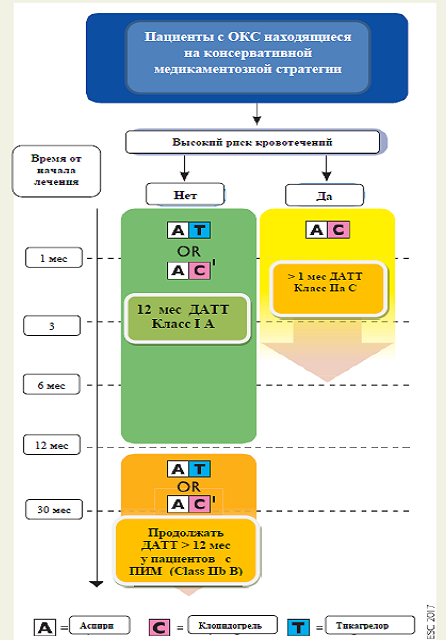 Пациенты с ОКС находящиеся
на консервативной
медикаментозной стратегии
Высокий риск кровотечений
Время от
начала
лечения
Нет
Да
A T
OR
A C'
A C
1 мес
> 1 мес ДАТТ
Класс IIa C
12 мес ДАТТ
Класс I A
3
6 мес
12 мес
A T
OR
A C'
30 мес
Продолжать
ДАТТ > 12 мес
у пациентов с
ПИМ (Class IIb B)
A = Аспири
C = Клопидогрель
T = Тикагрелор
ESC 2017